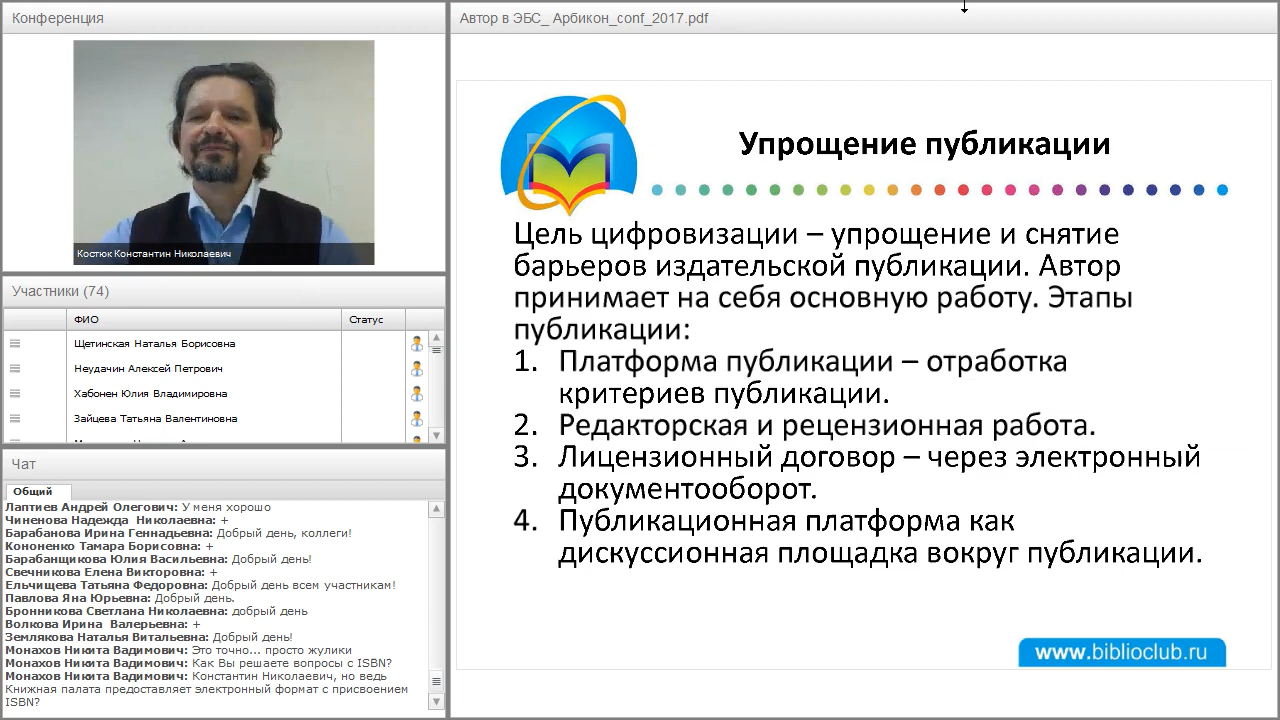 Конференция
Костюк Константин Николаевич
Участники (74)
ФИО
Статус
Щетинская Наталья Борисовна
Неудачин Алексей Петрович
Хабонен Юлия Владимировна
Зайцева Татьяна Валентиновна
Чат
Общий
Лаптиев Андрей Олегович: У меня хорошо
Чиненова Надежда Николаевна: +
Барабанова Ирина Геннадьевна: Добрый день, коллеги!
Кононенко Тамара Борисовна: +
Барабанщикова Юлия Васильевна: Добрый день!
Свечникова Елена Викторовна: +
Ельчищева Татьяна Федоровна: Добрый день всем участникам!
Павлова Яна Юрьевна: Добрый день.
Бронникова Светлана Николаевна: добрый день
Волкова Ирина Валерьевна: +
Землякова Наталья Витальевна: Добрый день!
Монахов Никита Вадимович: Это точно... просто жулики
Монахов Никита Вадимович: Как Вы решаете вопросы с ISBN?
Монахов Никита Вадимович: Константин Николаевич, но ведь
Книжная палата предоставляет электронный формат с присвоением
ISBN?
Автор в ЭБС_ Арбикон_conf_2017.pdf
Упрощение публикации
Цель цифровизации – упрощение и снятие
барьеров издательской публикации. Автор
принимает на себя основную работу. Этапы
публикации:
1. Платформа публикации – отработка
критериев публикации.
2. Редакторская и рецензионная работа.
3. Лицензионный договор – через электронный
документооборот.
4. Публикационная платформа как
дискуссионная площадка вокруг публикации.
www.biblioclub.ru